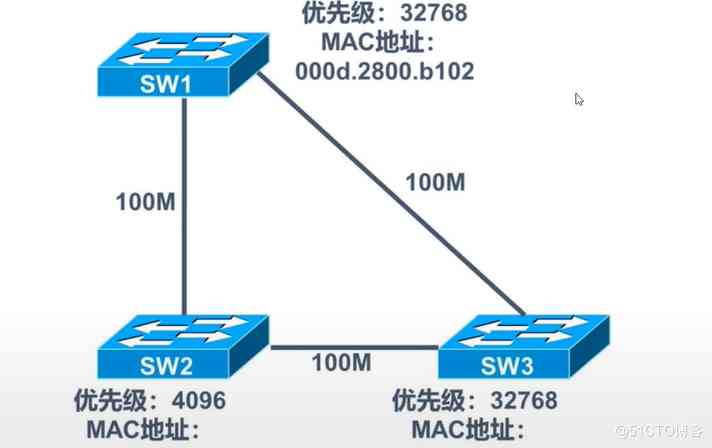 优先级：32768
MAC地址：
000d.2800.b102
SW1
100M
100M
SW2
100M
SW3
优先级：4096
MAC地址：
优先级：32768
MAC地址：
@51CTO博客